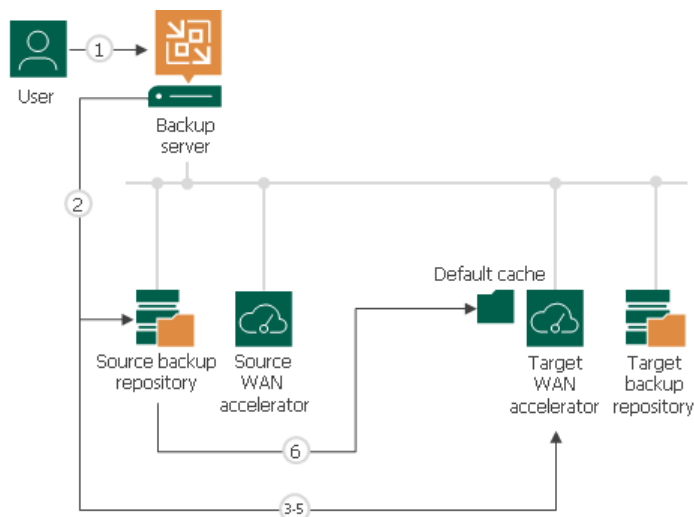 1
User
Backup
server
2
Default cache
Source backup
repository
Source
WAN
accelerator
Target
WAN
accelerator
Target
backup
repository
6
3-5